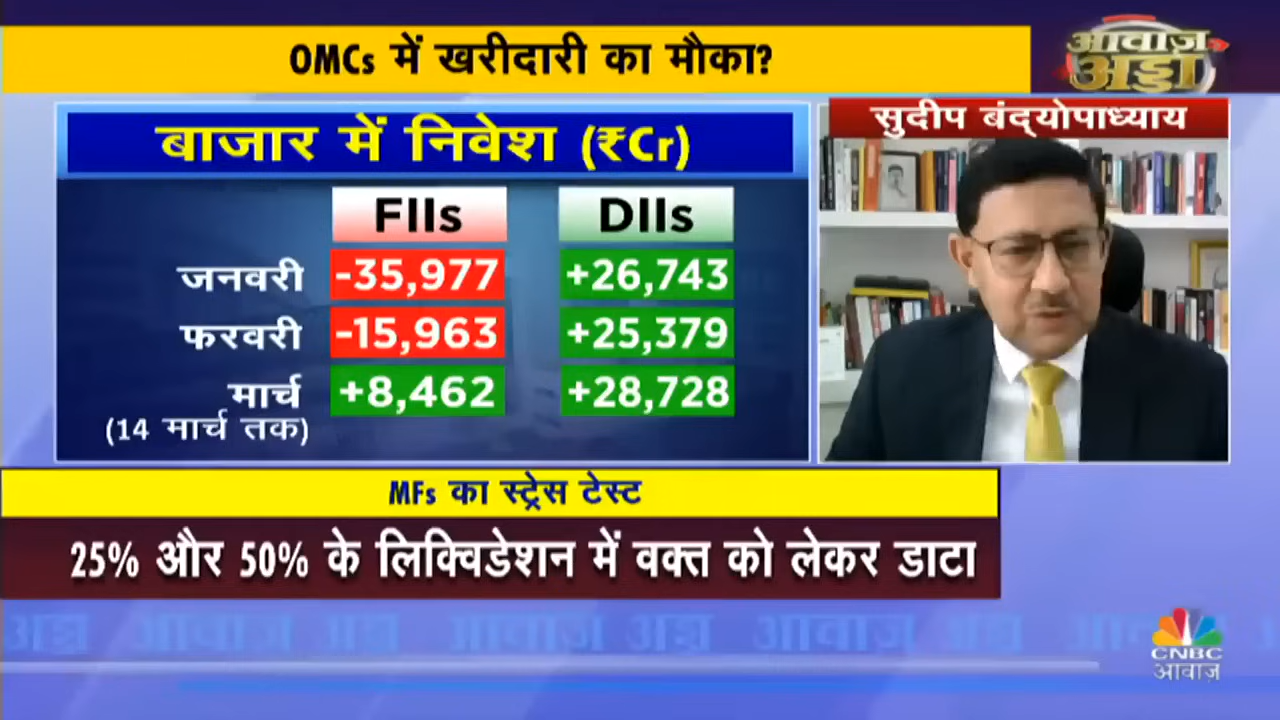 OMCs में खरीदारी का मौका?
आवाज़
अड्डा
बाजार में निवेश (₹Cr)
FIIs DIIs
जनवरी -35,977 +26,743
फरवरी -15,963 +25,379
मार्च +8,462 +28,728
(14 मार्च तक)
सुदीप बंद्योपाध्याय
MFs का स्ट्रेस टेस्ट
25% और 50% के लिक्विडेशन में वक्त को लेकर डाटा
CNBC
आवाज़